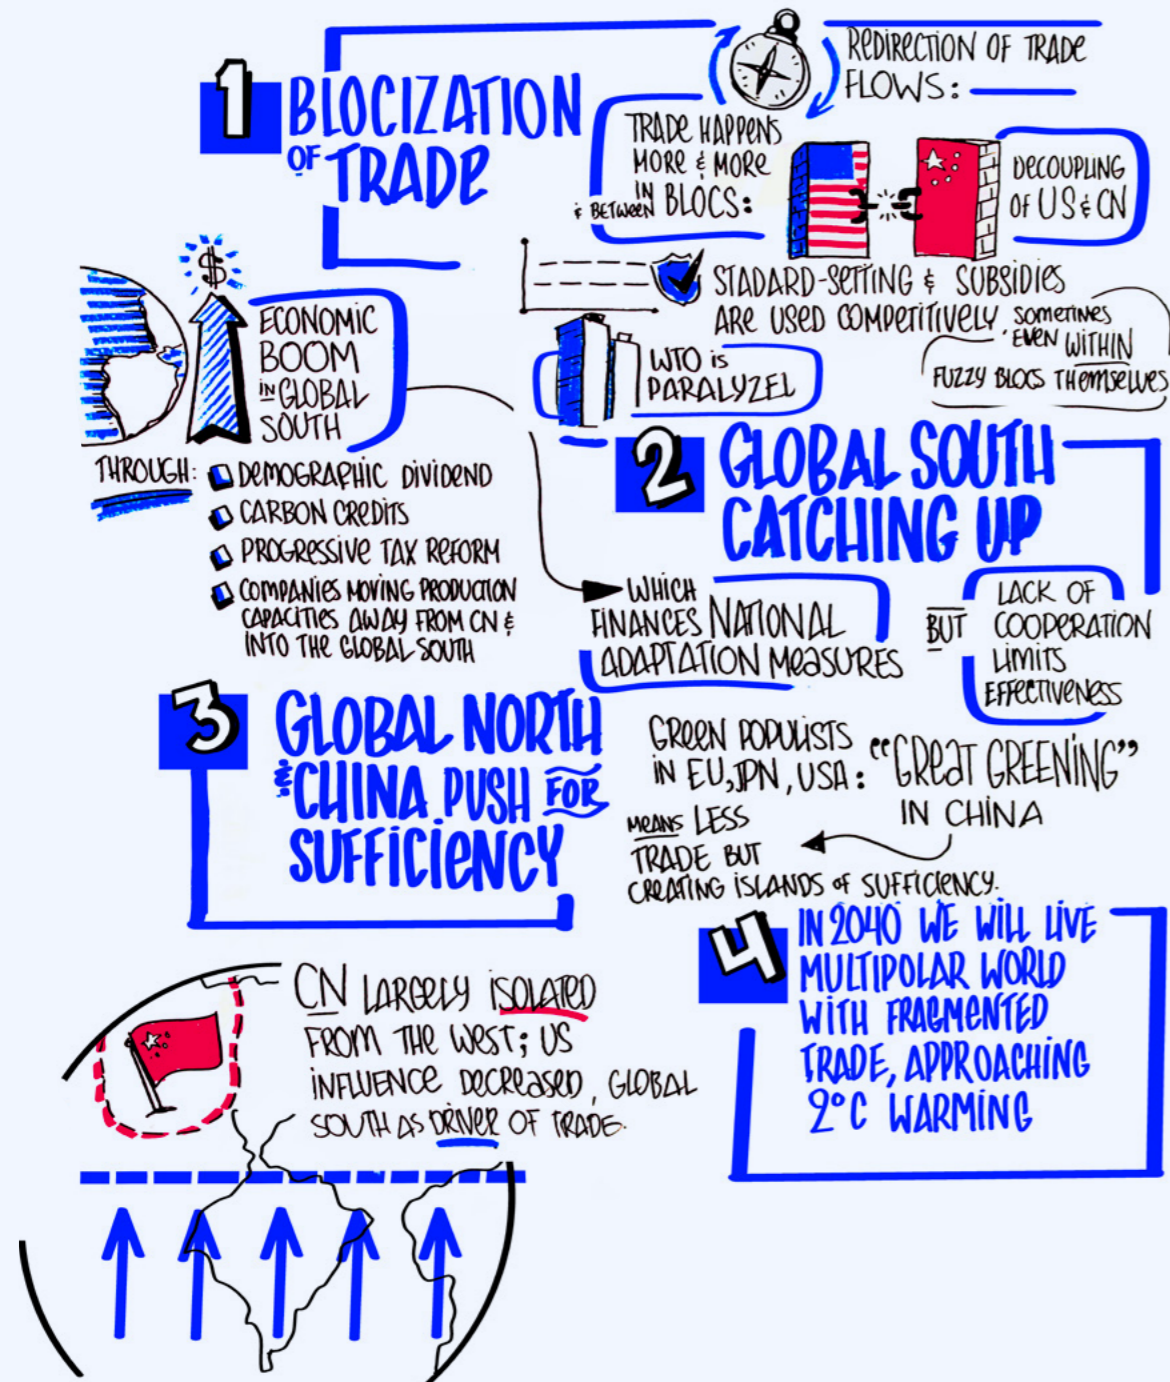 1
BLOCIZATION
OF TRADE
REDIRECTION OF TRADE
FLOWS:
TRADE HAPPENS
MORE & MORE
IN
& BETWEEN BLOCS:
DECOUPLING
OF US & CN
STADARD-SETTING & SUBSIDIES
ARE USED COMPETITIVELY, SOMETIMES
EVEN WITHIN
FUZZY BLOCS THEMSELVES
WTO is
PARALYZEL
$
ECONOMIC
BOOM
IN GLOBAL
SOUTH
THROUGH:
DEMOGRAPHIC DIVIDEND
CARBON CREDITS
PROGRESSIVE TAX REFORM
COMPANIES MOVING PRODUCTION
CAPACITIES AWAY FROM CN &
INTO THE GLOBAL SOUTH
2
GLOBAL SOUTH
CATCHING UP
WHICH
FINANCES NATIONAL
ADAPTATION MEASURES
BUT
LACK OF
COOPERATION
LIMITS
EFFECTIVENESS
3
GLOBAL NORTH
& CHINA PUSH FOR
SUFFICIENCY
GREEN POPULISTS
IN EU, JPN, USA:
"GREAT GREENING"
IN CHINA
MEANS LESS
TRADE BUT
CREATING ISLANDS OF SUFFICIENCY.
4
IN 2040 WE WILL LIVE
MULTIPOLAR WORLD
WITH FRAGMENTED
TRADE, APPROACHING
2°C WARMING
CN LARGELY ISOLATED
FROM THE WEST; US
INFLUENCE DECREASED, GLOBAL
SOUTH AS DRIVER OF TRADE.